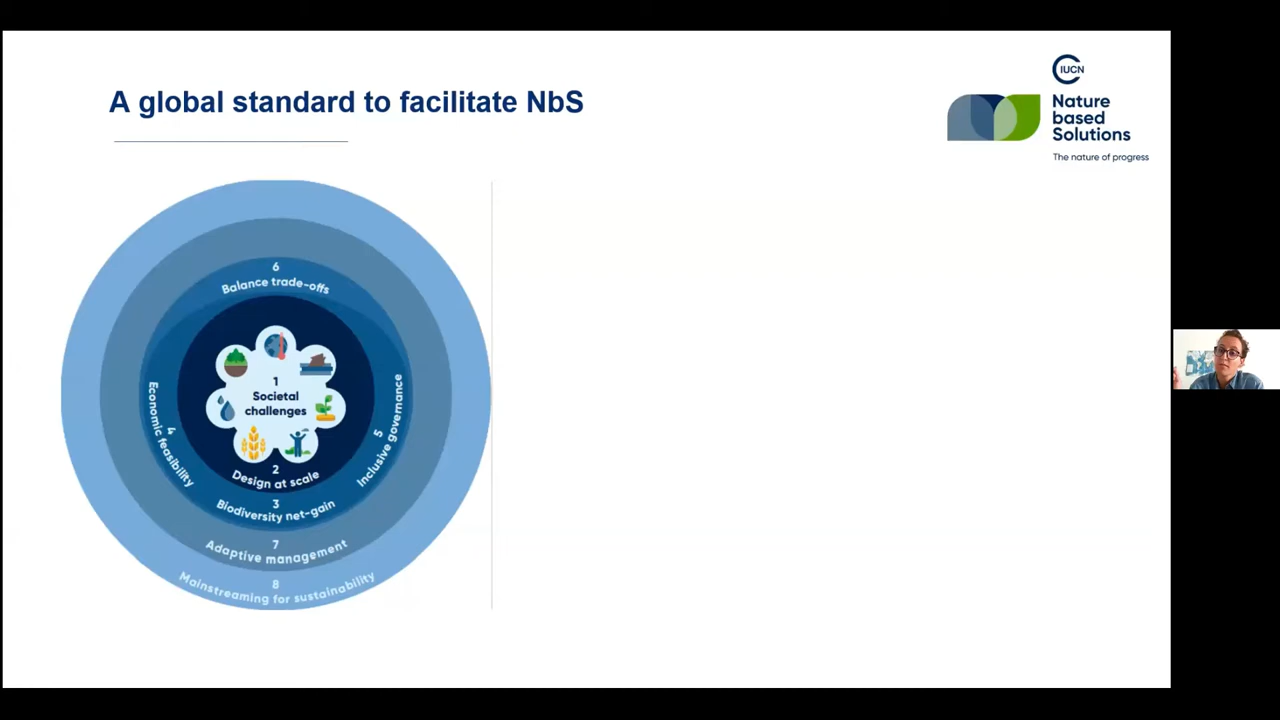 A global standard to facilitate NbS
IUCN
Nature
based
Solutions
The nature of progress
6
Balance trade-offs
1
Societal
challenges
4
Economic feasibility
5
Inclusive governance
2
Design at scale
3
Biodiversity net-gain
7
Adaptive management
8
Mainstreaming for sustainability